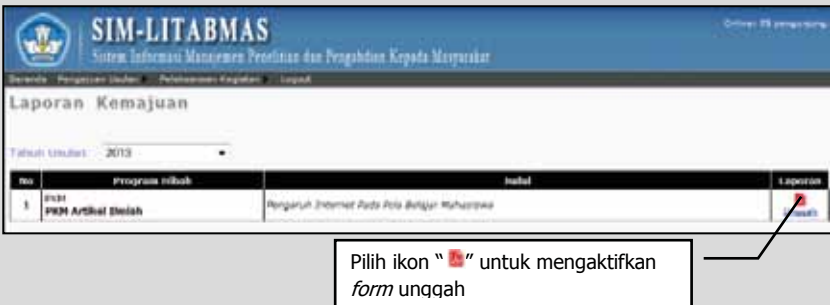 SIM-LITABMAS
Sistem Informasi Manajemen Penelitian dan Pengabdian Kepada Masyarakat
Beranda Pengajuan Usulan Pelaksanaan Kegiatan Logout
Laporan Kemajuan
Tahun Usulan: 2013
No Program Hibah Judul Laporan
1 PKM Artikel Ilmiah Pengaruh Internet Pada Pola Belajar Mahasiswa
Pilih ikon “ ” untuk mengaktifkan
form unggah